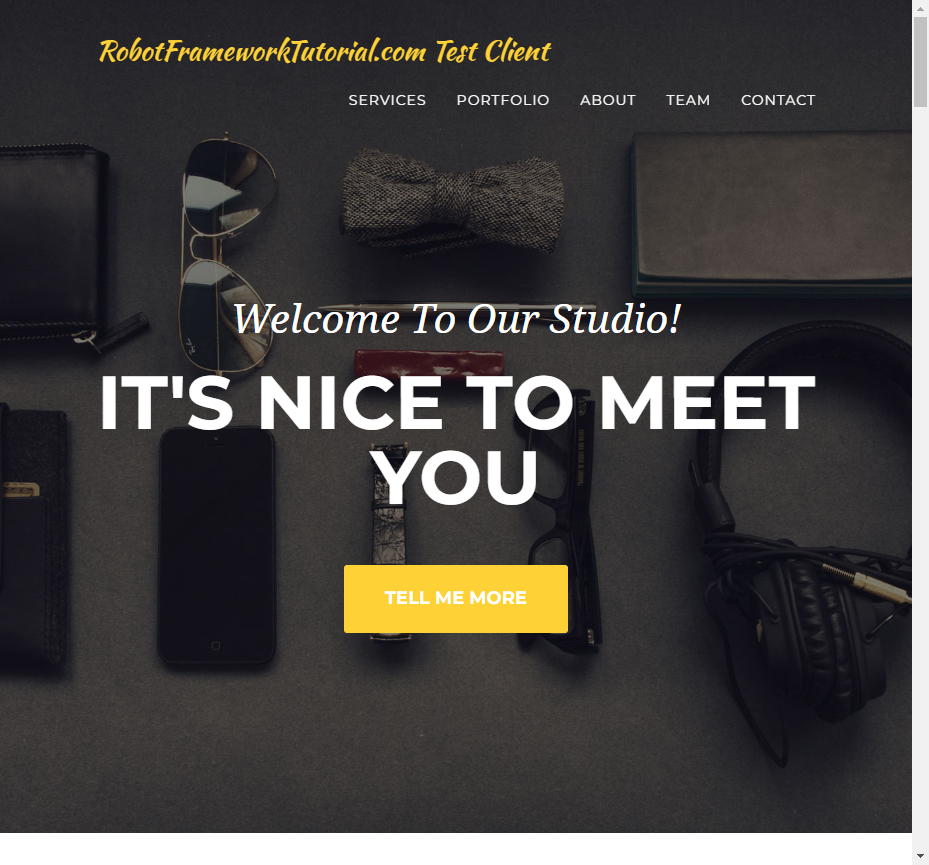 RobotFrameworkTutorial.com Test Client
SERVICES PORTFOLIO ABOUT TEAM CONTACT
Welcome To Our Studio!
IT'S NICE TO MEET
YOU
TELL ME MORE